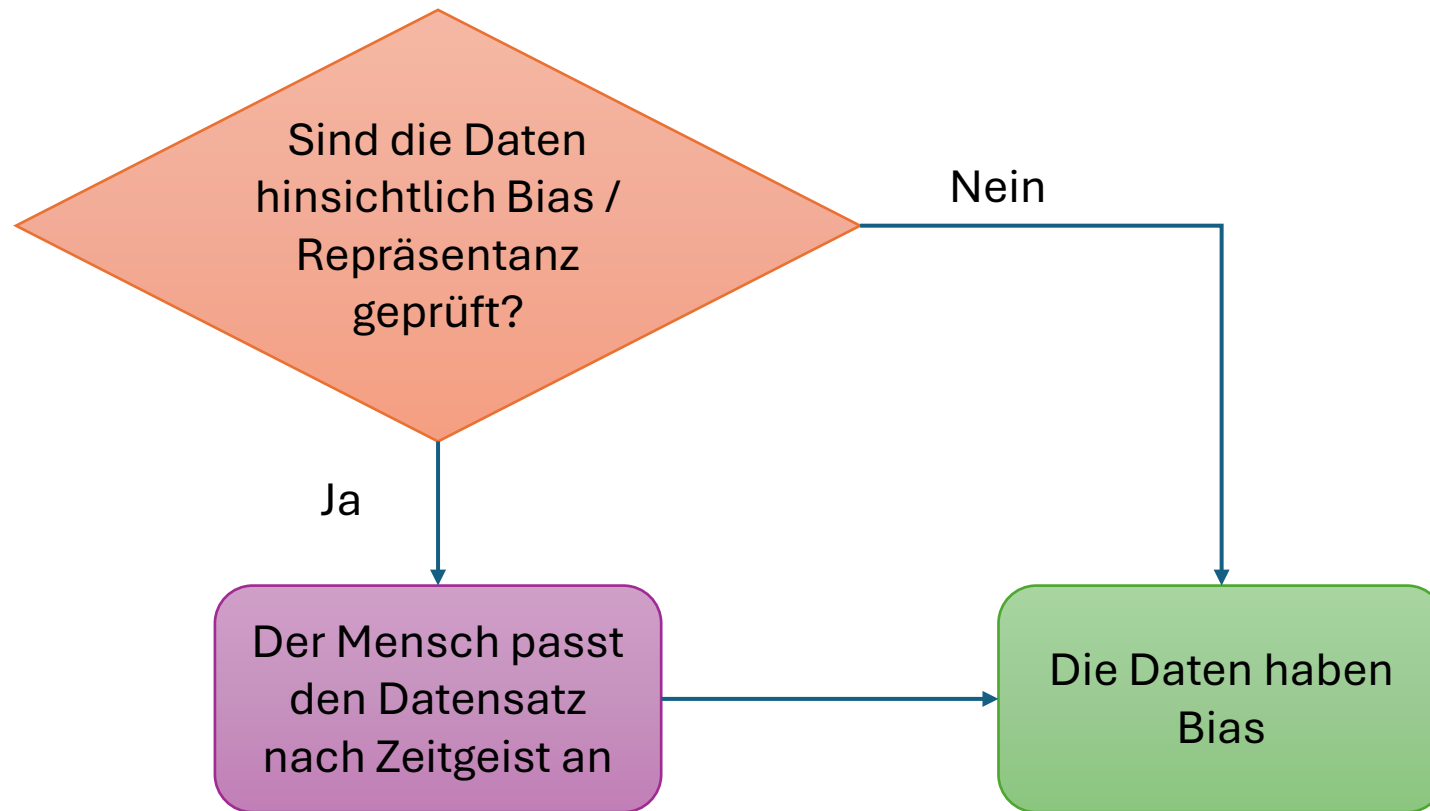 Sind die Daten
hinsichtlich Bias /
Repräsentanz
geprüft?
Nein
Ja
Der Mensch passt
den Datensatz
nach Zeitgeist an
Die Daten haben
Bias